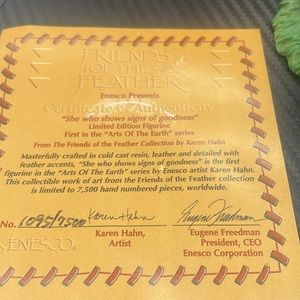 FRIENDS
OF THE
FEATHER
Enesco Presents
Certificate of Authenticity
"She who shows signs of goodness"
Limited Edition Figurine
First in the "Arts Of The Earth" series
From The Friends of the Feather Collection by Karen Hahn
Masterfully crafted in cold cast resin, leather and detailed with
feather accents, "She who shows signs of goodness" is the first
figurine in the "Arts Of The Earth" series by Enesco artist Karen Hahn.
This collectible work of art from the Friends of the Feather collection
is limited to 7,500 hand numbered pieces, worldwide.
No. 1095/7500 Karen Hahn Eugene Freedman
ENESCO. Karen Hahn, Eugene Freedman
Artist President, CEO
Enesco Corporation